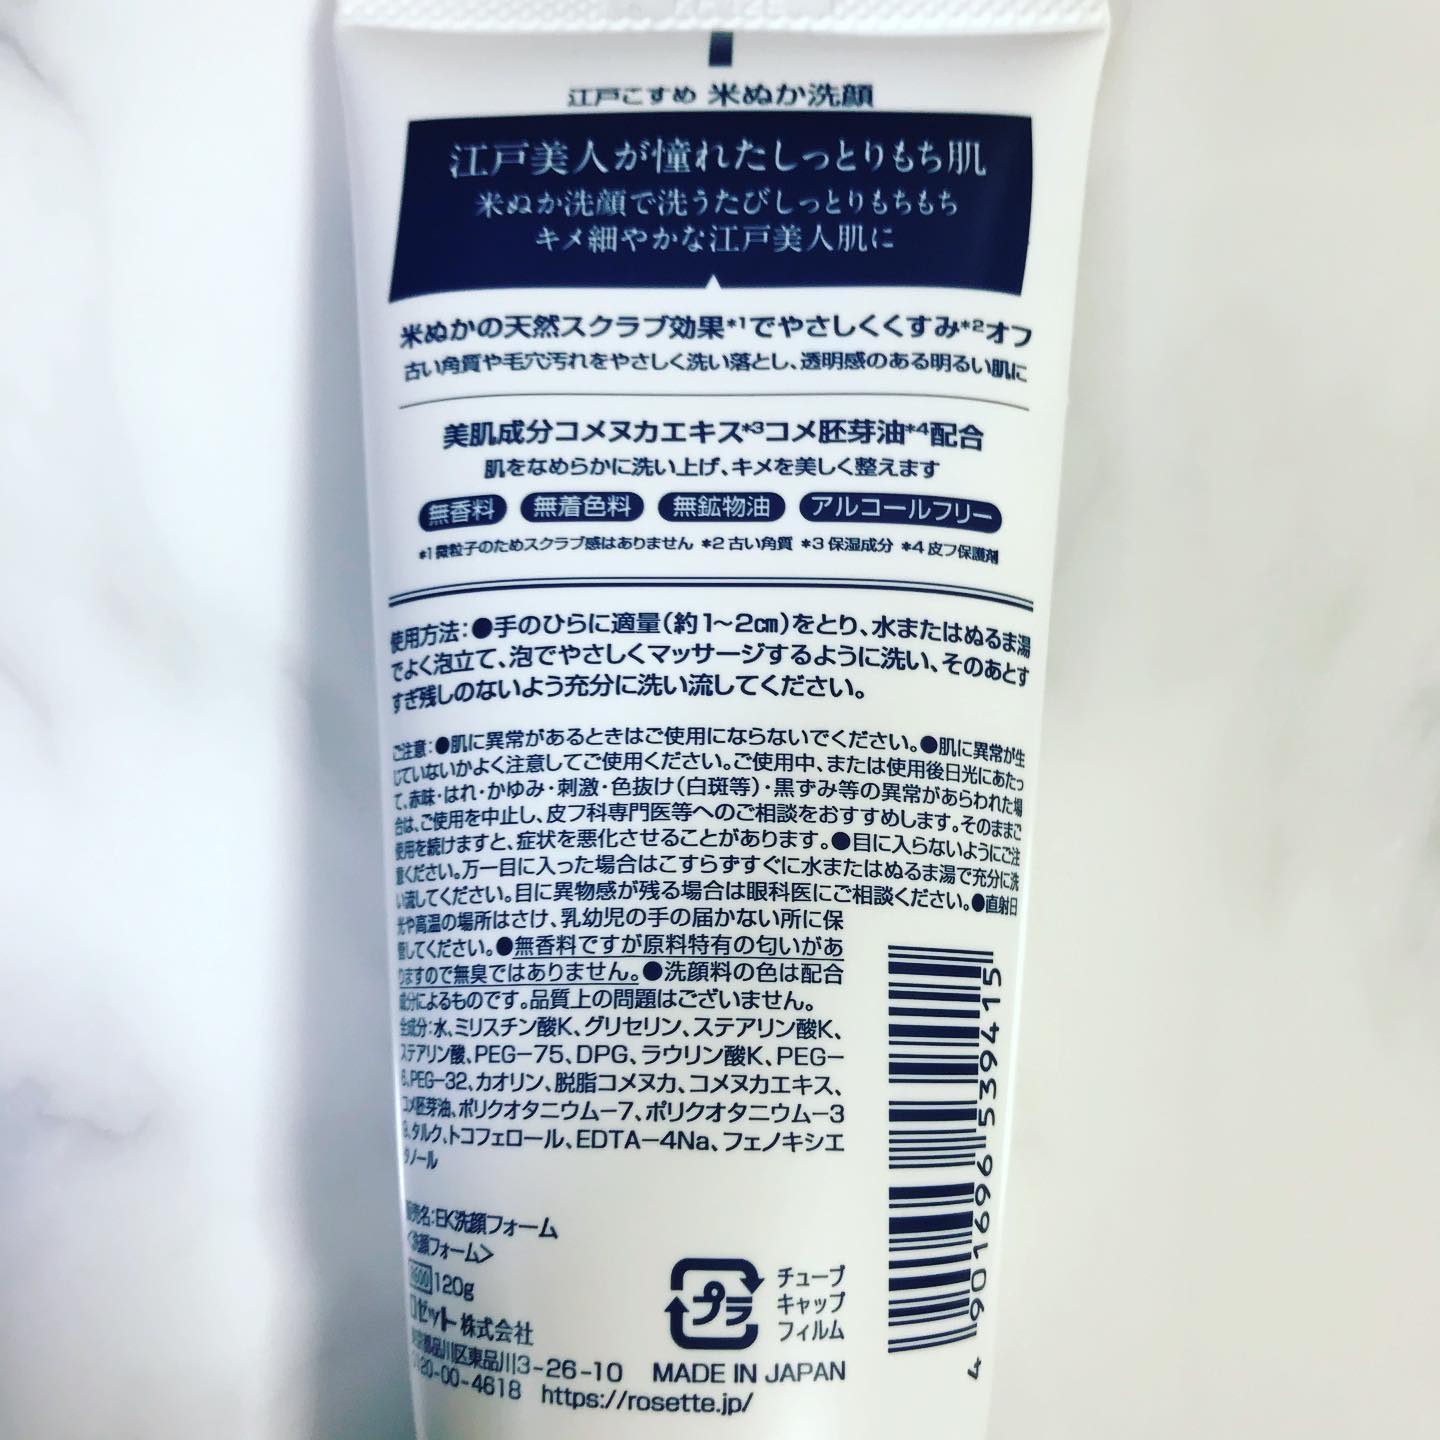 江戸こすめ 米ぬか洗顔
江戸美人が憧れたしっとりもち肌
米ぬか洗顔で洗うたびしっとりもちもち
キメ細やかな江戸美人肌に
米ぬかの天然スクラブ効果*1でやさしくくすみ*2オフ
古い角質や毛穴汚れをやさしく洗い落とし、透明感のある明るい肌に
美肌成分コメヌカエキス*3コメ胚芽油*4配合
肌をなめらかに洗い上げ、キメを美しく整えます
無香料 無着色料 無鉱物油 アルコールフリー
*1微粒子のためスクラブ感はありません *2古い角質 *3保湿成分 *4皮フ保護剤
使用方法:●手のひらに適量(約1〜2㎝)をとり、水またはぬるま湯
でよく泡立て、泡でやさしくマッサージするように洗い、そのあとす
すぎ残しのないよう充分に洗い流してください。
ご注意:●肌に異常があるときはご使用にならないでください。●肌に異常が生
じていないかよく注意してご使用ください。ご使用中、または使用後日光にあたっ
て、赤味・はれ・かゆみ・刺激・色抜け(白斑等)・黒ずみ等の異常があらわれた場
合は、ご使用を中止し、皮フ科専門医等へのご相談をおすすめします。そのままご
使用を続けますと、症状を悪化させることがあります。●目に入らないようにご注
意ください。万一目に入った場合はこすらずすぐに水またはぬるま湯で充分に洗
い流してください。目に異物感が残る場合は眼科医にご相談ください。●直射日
光や高温の場所はさけ、乳幼児の手の届かない所に保
管してください。●無香料ですが原料特有の匂いがあ
りますので無臭ではありません。●洗顔料の色は配合
成分によるものです。品質上の問題はございません。
全成分:水、ミリスチン酸K、グリセリン、ステアリン酸K、
ステアリン酸、PEG-75、DPG、ラウリン酸K、PEG-
6、PEG-32、カオリン、脱脂コメヌカ、コメヌカエキス、
コメ胚芽油、ポリクオタニウム-7、ポリクオタニウム-3
9、タルク、トコフェロール、EDTA-4Na、フェノキシエ
タノール
販売名:EK洗顔フォーム
<洗顔フォーム>
120g
ロゼット株式会社
東京都品川区東品川3-26-10
0120-00-4618 https://rosette.jp/
プラ
チューブ
キャップ
フィルム
MADE IN JAPAN
4 901696 539415